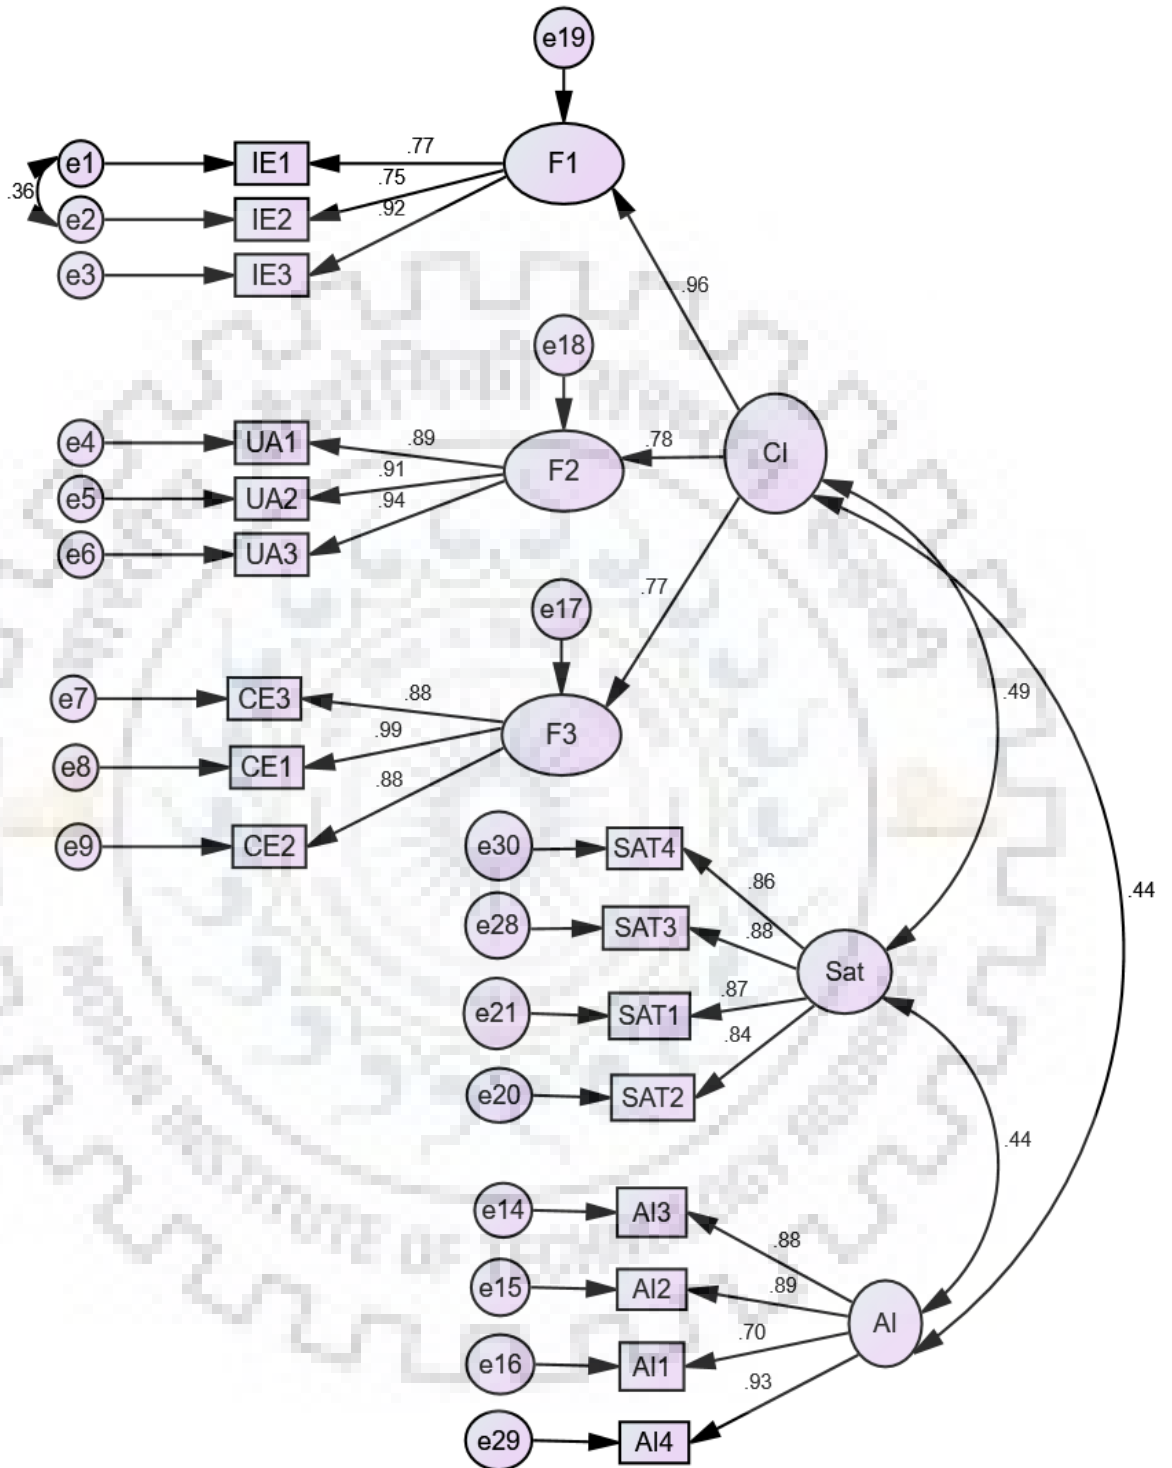 e19
F1
e1
IE1
.77
.36
e2
IE2
.75
e3
IE3
.92
.96
e18
F2
CI
.78
e4
UA1
.89
e5
UA2
.91
e6
UA3
.94
e17
.77
F3
e7
CE3
.88
e8
CE1
.99
e9
CE2
.88
.49
e30
SAT4
.86
e28
SAT3
.88
Sat
e21
SAT1
.87
e20
SAT2
.84
.44
.44
e14
AI3
.88
e15
AI2
.89
AI
e16
AI1
.70
e29
AI4
.93